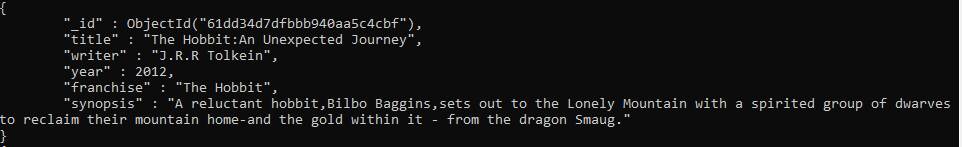 {
        "_id" : ObjectId("61dd34d7dfbbb940aa5c4cbf"),
        "title" : "The Hobbit:An Unexpected Journey",
        "writer" : "J.R.R Tolkein",
        "year" : 2012,
        "franchise" : "The Hobbit",
        "synopsis" : "A reluctant hobbit,Bilbo Baggins,sets out to the Lonely Mountain with a spirited group of dwarves
to reclaim their mountain home-and the gold within it - from the dragon Smaug."
}